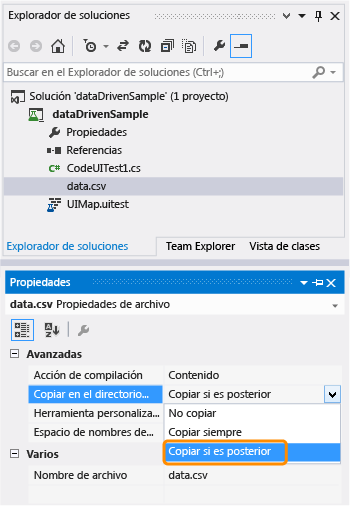 Explorador de soluciones
Buscar en el Explorador de soluciones (Ctrl+;)
Solución 'dataDrivenSample' (1 proyecto)
dataDrivenSample
Propiedades
Referencias
C# CodeUITest1.cs
data.csv
UIMap.uitest
Explorador de soluciones Team Explorer Vista de clases
Propiedades
data.csv Propiedades de archivo
Avanzadas
Acción de compilación Contenido
Copiar en el directorio... Copiar si es posterior
Herramienta personaliza... No copiar
Espacio de nombres de... Copiar siempre
Copiar si es posterior
Varios
Nombre de archivo data.csv